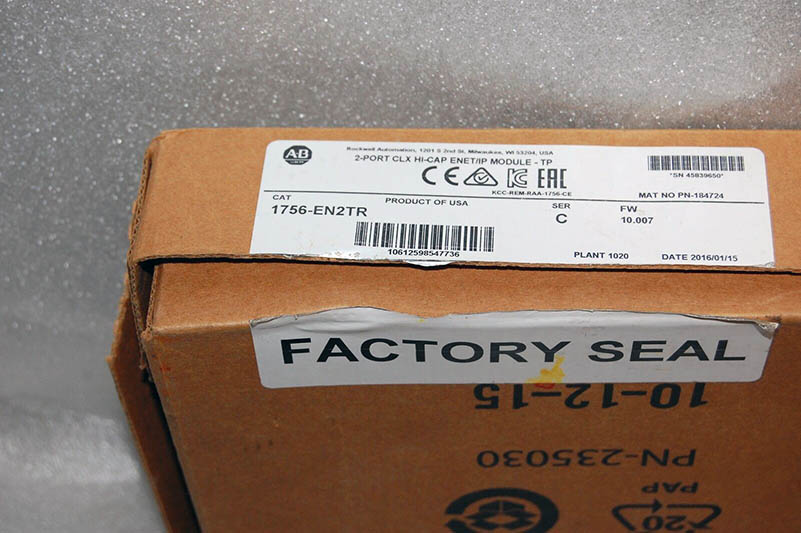 A-B
Rockwell Automation, 1201 S 2nd St, Milwaukee, WI 53204, USA
2-PORT CLX HI-CAP ENET/IP MODULE - TP
CE EAC
KCC-REM-RAA-1756-CE
*SN 45839650*
MAT NO PN-184724
CAT
1756-EN2TR
PRODUCT OF USA
SER
C
FW
10.007
10612598547736
PLANT 1020
DATE 2016/01/15
FACTORY SEAL
10-12-15
PN-235030
PAP
20